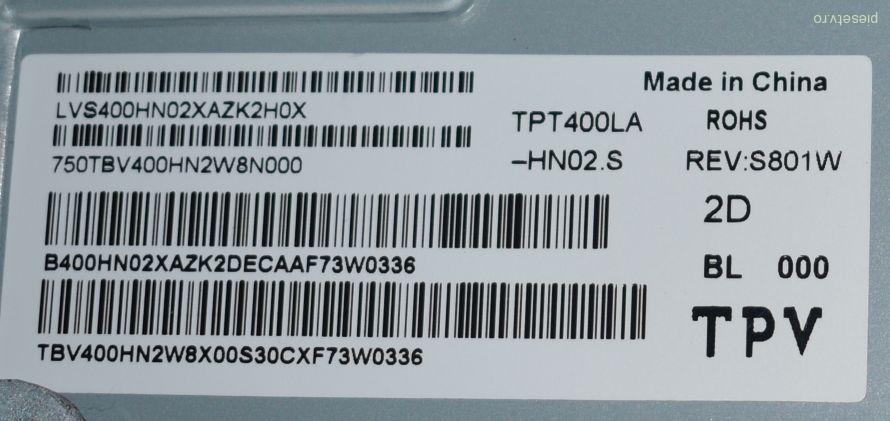 piesetv.ro
Made in China
LVS400HN02XAZK2H0X
TPT400LA
ROHS
750TBV400HN2W8N000
-HN02.S
REV:S801W
2D
B400HN02XAZK2DECAAF73W0336
BL 000
TPV
TBV400HN2W8X00S30CXF73W0336